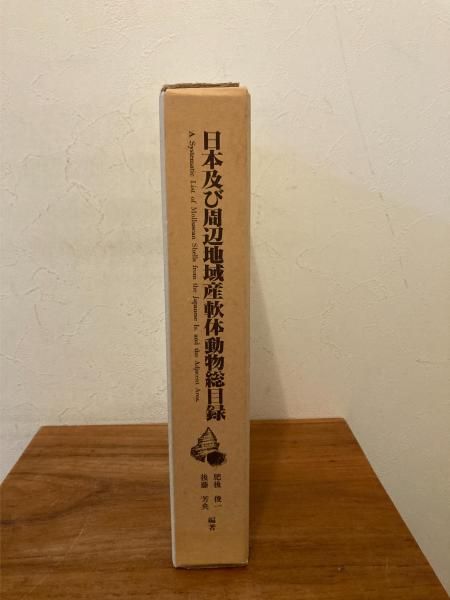 日本及び周辺地域産軟体動物総目録
A Systematic List of Molluscan Shells from the Japanese Is. and the Adjacent Area.
肥後 俊一
後藤 芳央
編著